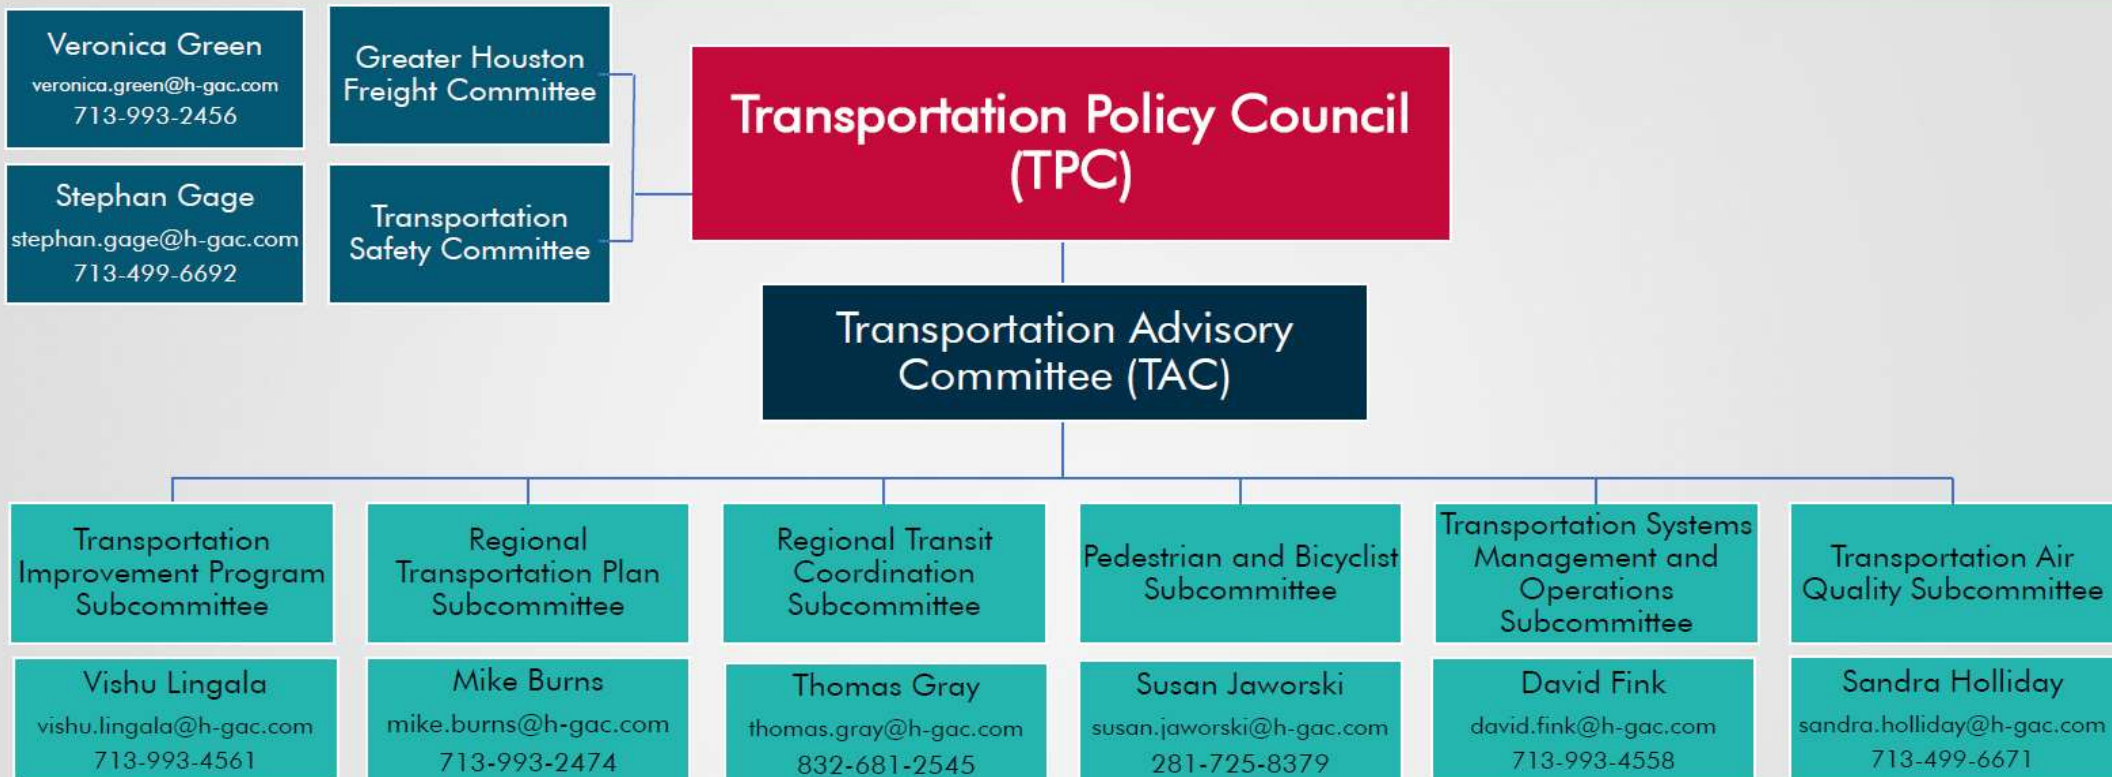 Veronica Green
veronica.green@h-gac.com
713-993-2456
Greater Houston
Freight Committee
Stephan Gage
stephan.gage@h-gac.com
713-499-6692
Transportation
Safety Committee
Transportation Policy Council
(TPC)
Transportation Advisory
Committee (TAC)
Transportation
Improvement Program
Subcommittee
Vishu Lingala
vishu.lingala@h-gac.com
713-993-4561
Regional
Transportation Plan
Subcommittee
Mike Burns
mike.burns@h-gac.com
713-993-2474
Regional Transit
Coordination
Subcommittee
Thomas Gray
thomas.gray@h-gac.com
832-681-2545
Pedestrian and Bicyclist
Subcommittee
Susan Jaworski
susan.jaworski@h-gac.com
281-725-8379
Transportation Systems
Management and
Operations
Subcommittee
David Fink
david.fink@h-gac.com
713-993-4558
Transportation Air
Quality Subcommittee
Sandra Holliday
sandra.holliday@h-gac.com
713-499-6671